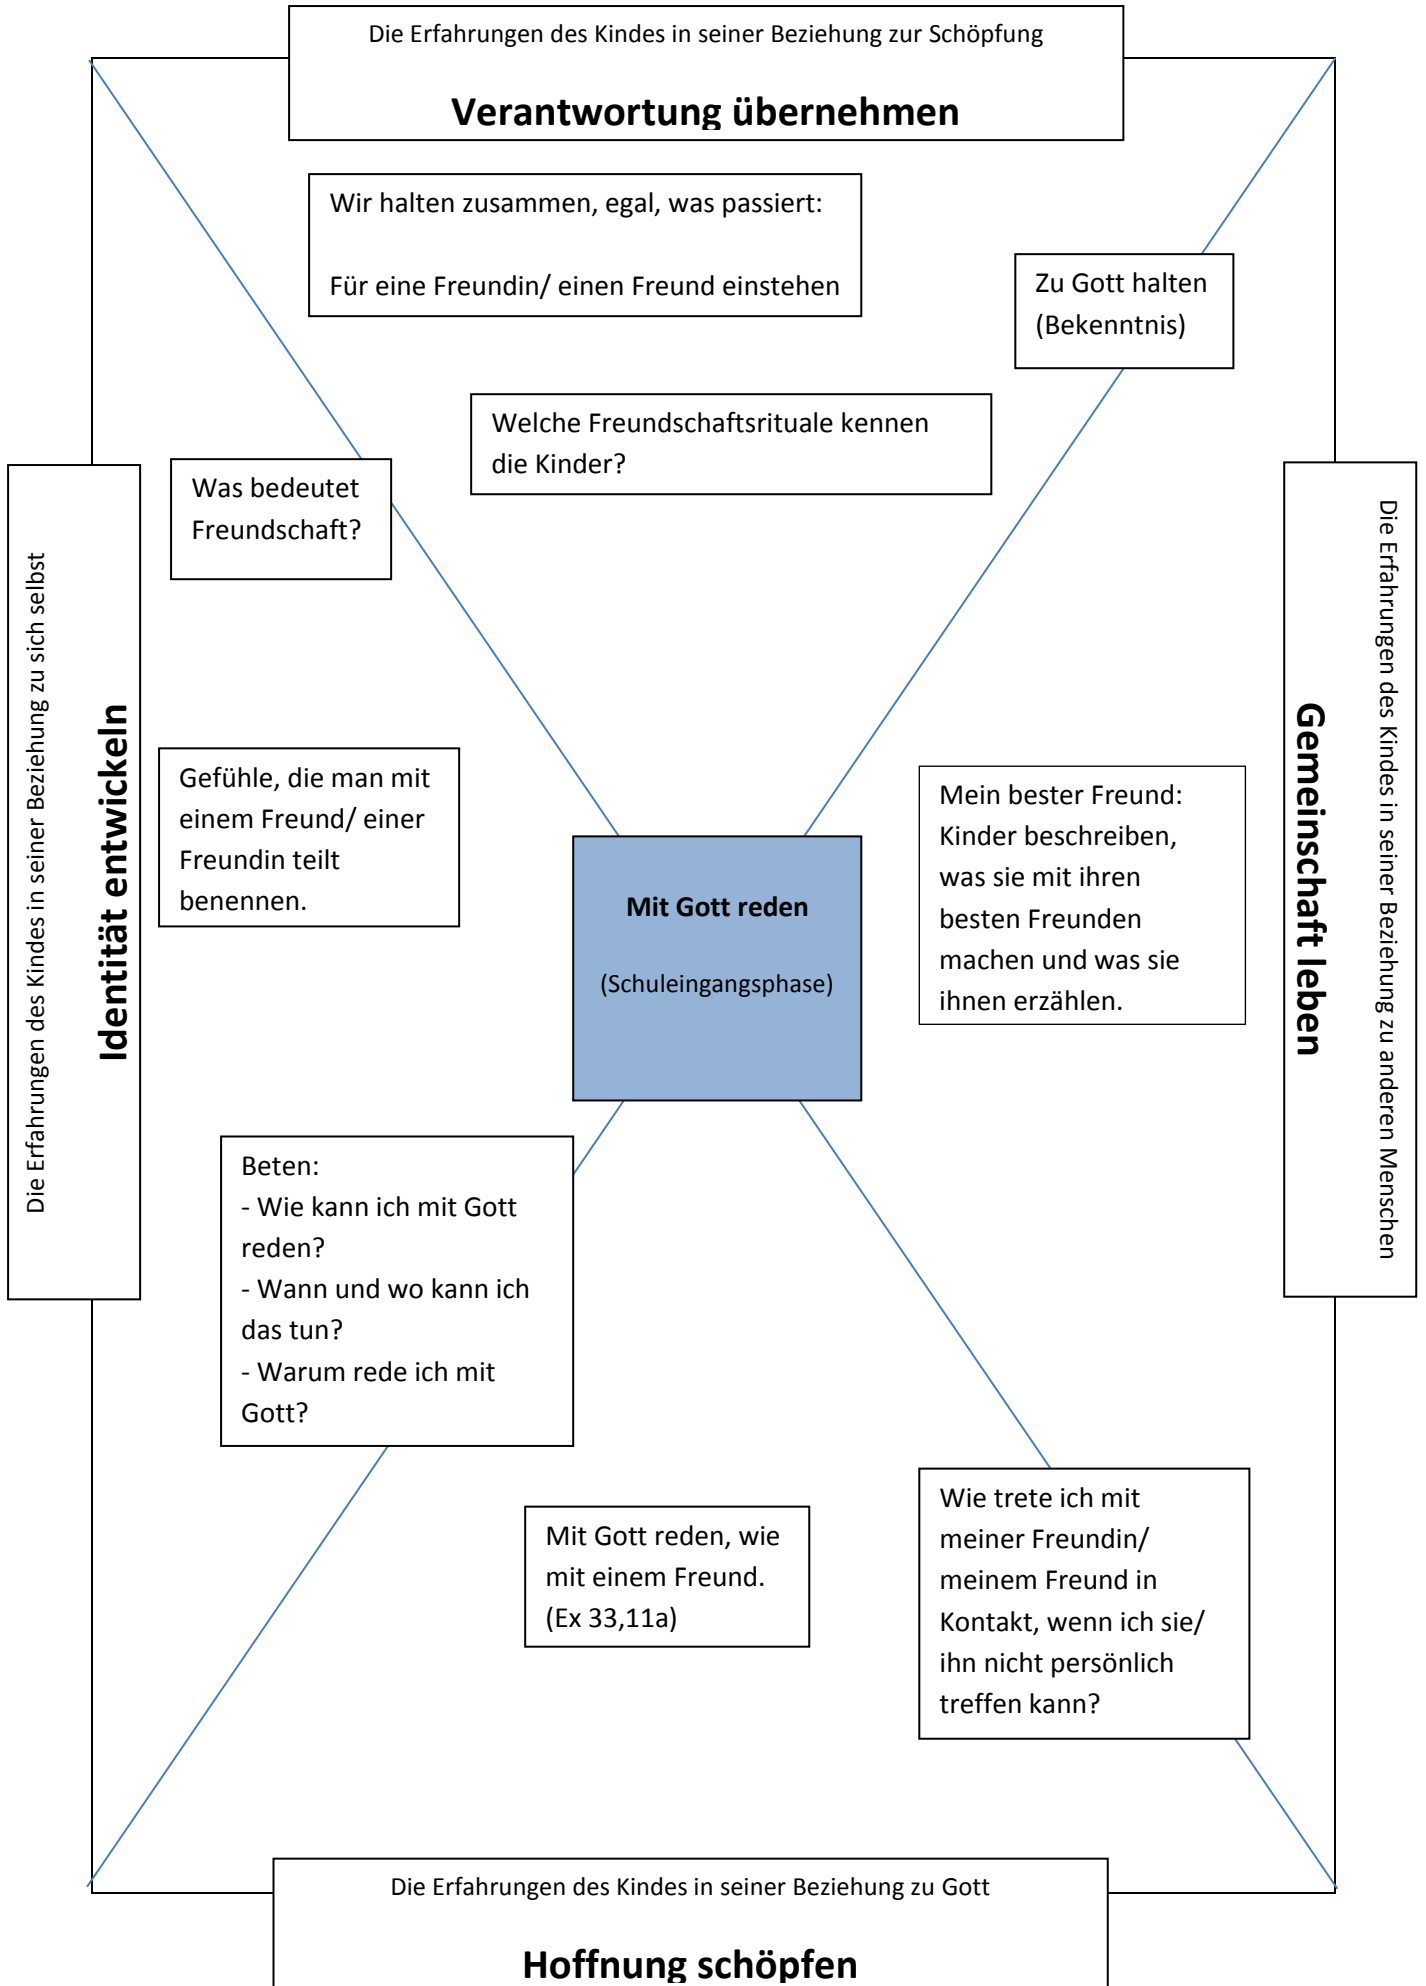 Die Erfahrungen des Kindes in seiner Beziehung zur Schöpfung
Verantwortung übernehmen
Wir halten zusammen, egal, was passiert:
Für eine Freundin/ einen Freund einstehen
Zu Gott halten
(Bekenntnis)
Welche Freundschaftsrituale kennen
die Kinder?
Was bedeutet
Freundschaft?
Die Erfahrungen des Kindes in seiner Beziehung zu sich selbst
Identität entwickeln
Gefühle, die man mit
einem Freund/ einer
Freundin teilt
benennen.
Mit Gott reden
(Schuleingangsphase)
Mein bester Freund:
Kinder beschreiben,
was sie mit ihren
besten Freunden
machen und was sie
ihnen erzählen.
Die Erfahrungen des Kindes in seiner Beziehung zu anderen Menschen
Gemeinschaft leben
Beten:
- Wie kann ich mit Gott
reden?
- Wann und wo kann ich
das tun?
- Warum rede ich mit
Gott?
Mit Gott reden, wie
mit einem Freund.
(Ex 33,11a)
Wie trete ich mit
meiner Freundin/
meinem Freund in
Kontakt, wenn ich sie/
ihn nicht persönlich
treffen kann?
Die Erfahrungen des Kindes in seiner Beziehung zu Gott
Hoffnung schöpfen